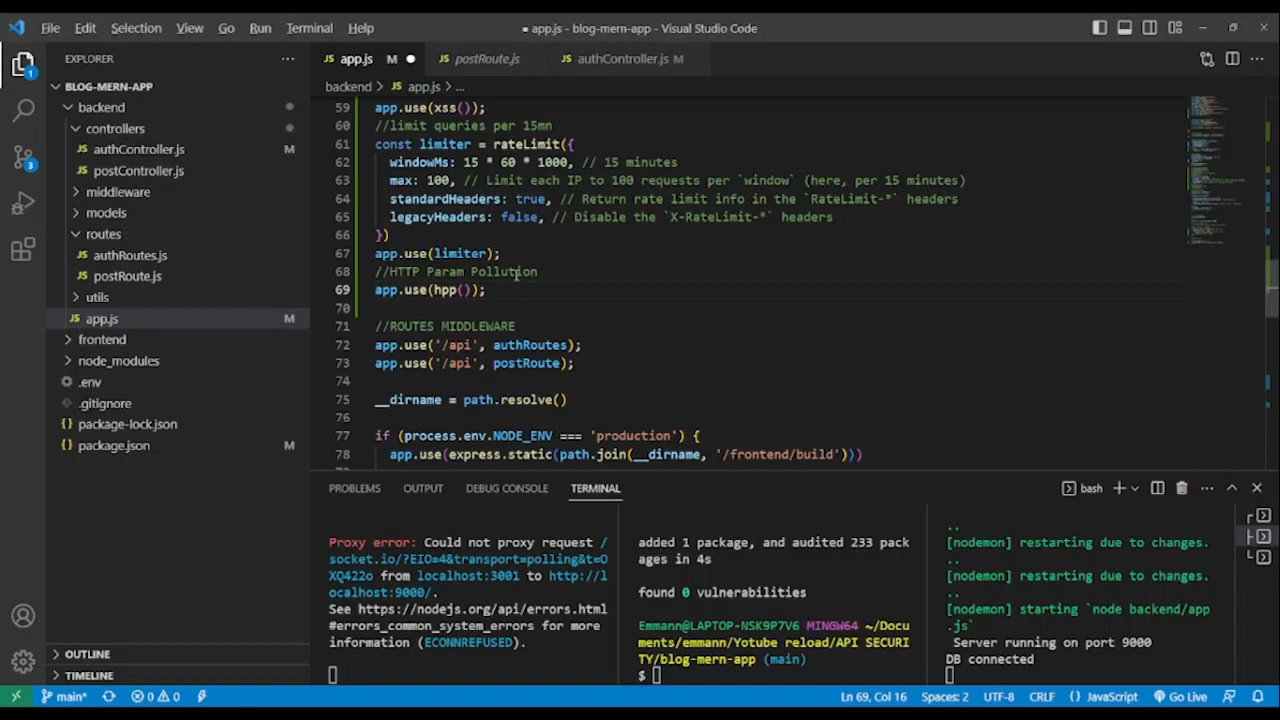 File Edit Selection View Go Run Terminal Help
● app.js - blog-mern-app - Visual Studio Code
EXPLORER
JS app.js M ●
JS postRoute.js
JS authController.js M
1
BLOG-MERN-APP
backend
controllers
JS authController.js M
JS postController.js
middleware
models
routes
JS authRoutes.js
JS postRoute.js
utils
JS app.js M
frontend
node_modules
.env
.gitignore
{} package-lock.json
{} package.json M
3
OUTLINE
TIMELINE
backend > JS app.js > ...
59 app.use(xss());
60 //limit queries per 15mn
61 const limiter = rateLimit({
62 windowMs: 15 * 60 * 1000, // 15 minutes
63 max: 100, // Limit each IP to 100 requests per `window` (here, per 15 minutes)
64 standardHeaders: true, // Return rate limit info in the `RateLimit-*` headers
65 legacyHeaders: false, // Disable the `X-RateLimit-*` headers
66 })
67 app.use(limiter);
68 //HTTP Param Pollution
69 app.use(hpp());
70
71 //ROUTES MIDDLEWARE
72 app.use('/api', authRoutes);
73 app.use('/api', postRoute);
74
75 __dirname = path.resolve()
76
77 if (process.env.NODE_ENV === 'production') {
78 app.use(express.static(path.join(__dirname, '/frontend/build')))
PROBLEMS OUTPUT DEBUG CONSOLE TERMINAL
bash
Proxy error: Could not proxy request /
socket.io/?EIO=4&transport=polling&t=O
XQ422o from localhost:3001 to http://l
ocalhost:9000/.
See https://nodejs.org/api/errors.html
#errors_common_system_errors for more
information (ECONNREFUSED).
added 1 package, and audited 233 pack
ages in 4s
found 0 vulnerabilities
Emmann@LAPTOP-NSK9P7V6 MINGW64 ~/Docu
ments/emmann/Yotube reload/API SECURI
TY/blog-mern-app (main)
$
..
[nodemon] restarting due to changes.
..
[nodemon] restarting due to changes.
..
[nodemon] starting `node backend/app
.js`
Server running on port 9000
DB connected
main* 0 0
Ln 69, Col 16 Spaces: 2 UTF-8 CRLF {} JavaScript Go Live